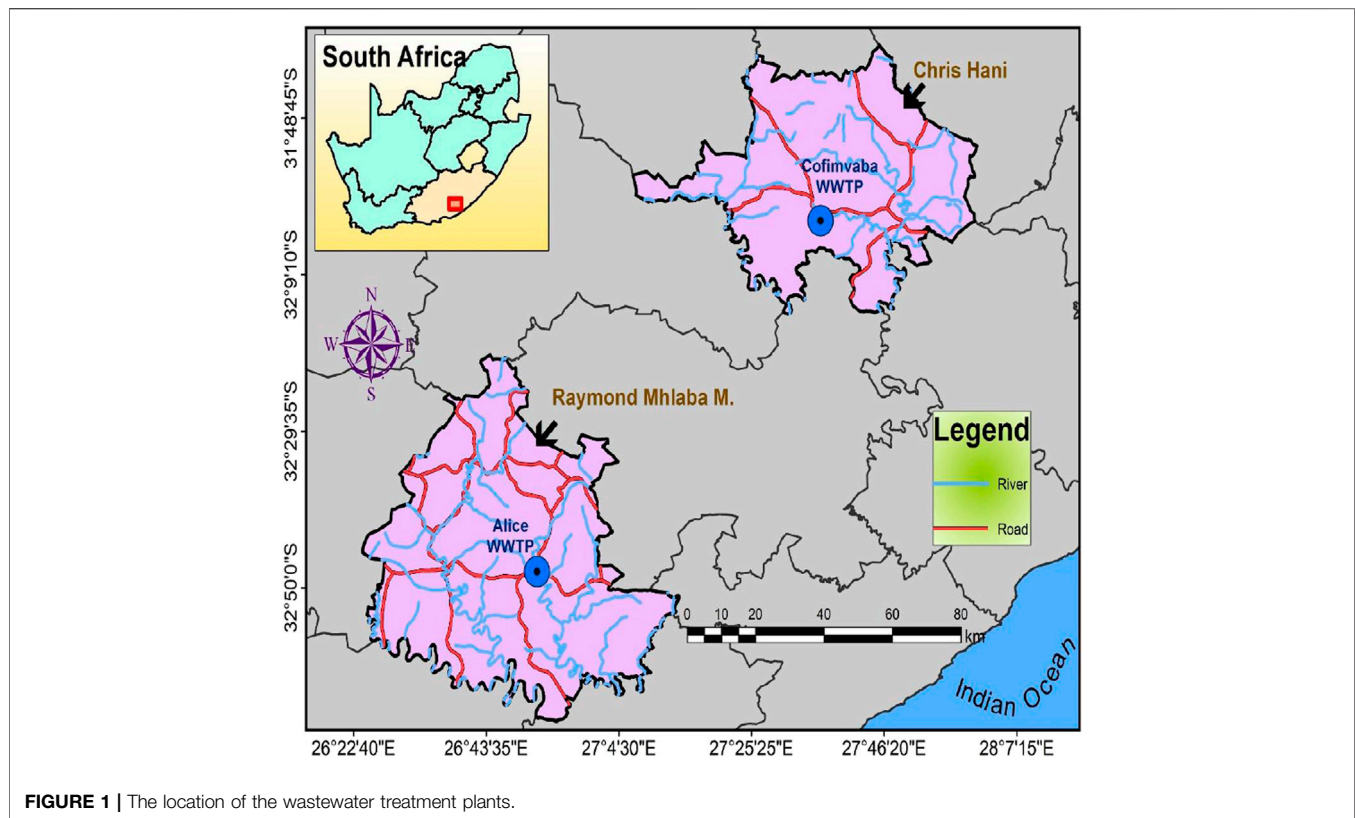 South Africa
Chris Hani
Cofimvaba
WWTP
31°48'45"S
32°9'10"S
32°29'35"S
32°50'0"S
N
W
E
S
Raymond Mhlaba M.
Alice
WWTP
Legend
River
Road
0 10 20 40 60 80
km
Indian Ocean
26°22'40"E 26°43'35"E 27°4'30"E 27°25'25"E 27°46'20"E 28°7'15"E
FIGURE 1 | The location of the wastewater treatment plants.